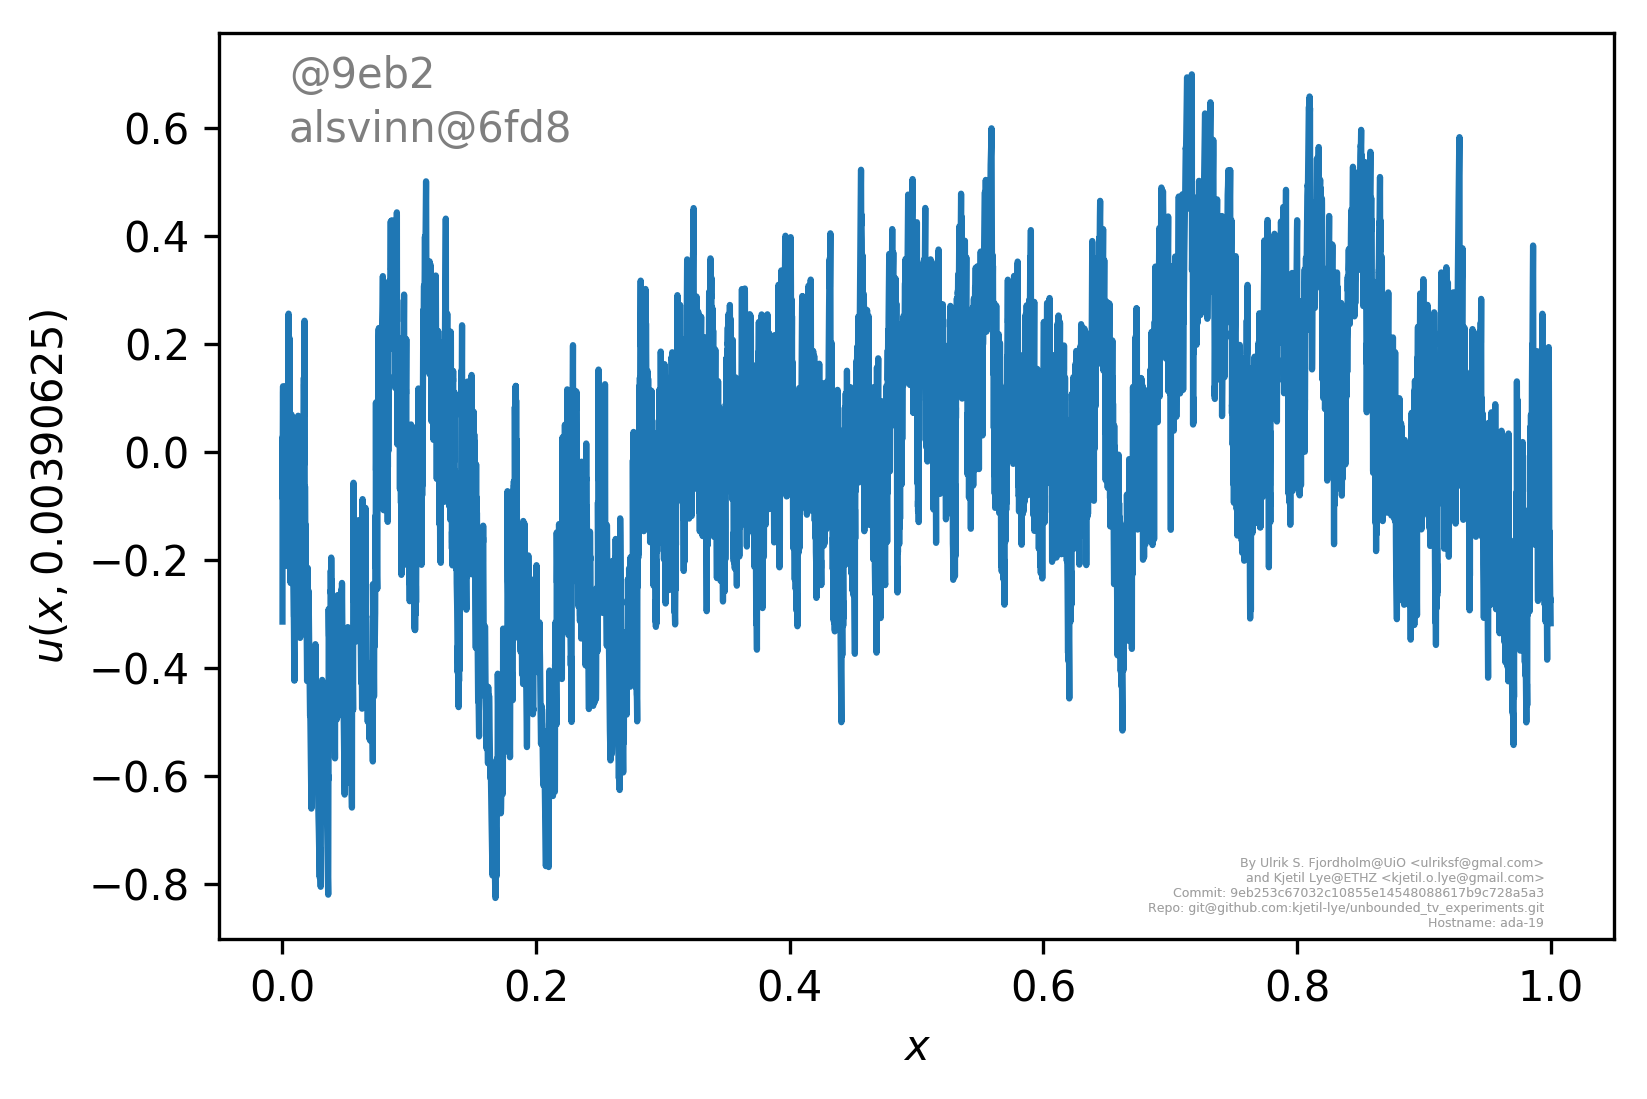 @9eb2
alsvinn@6fd8
0.6
0.4
0.2
0.0
−0.2
−0.4
−0.6
−0.8
u(x, 0.00390625)
By Ulrik S. Fjordholm@UiO <ulriksf@gmal.com>
and Kjetil Lye@ETHZ <kjetil.o.lye@gmail.com>
Commit: 9eb253c67032c10855e14548088617b9c728a5a3
Repo: git@github.com:kjetil-lye/unbounded_tv_experiments.git
Hostname: ada-19
0.0 0.2 0.4 0.6 0.8 1.0
x